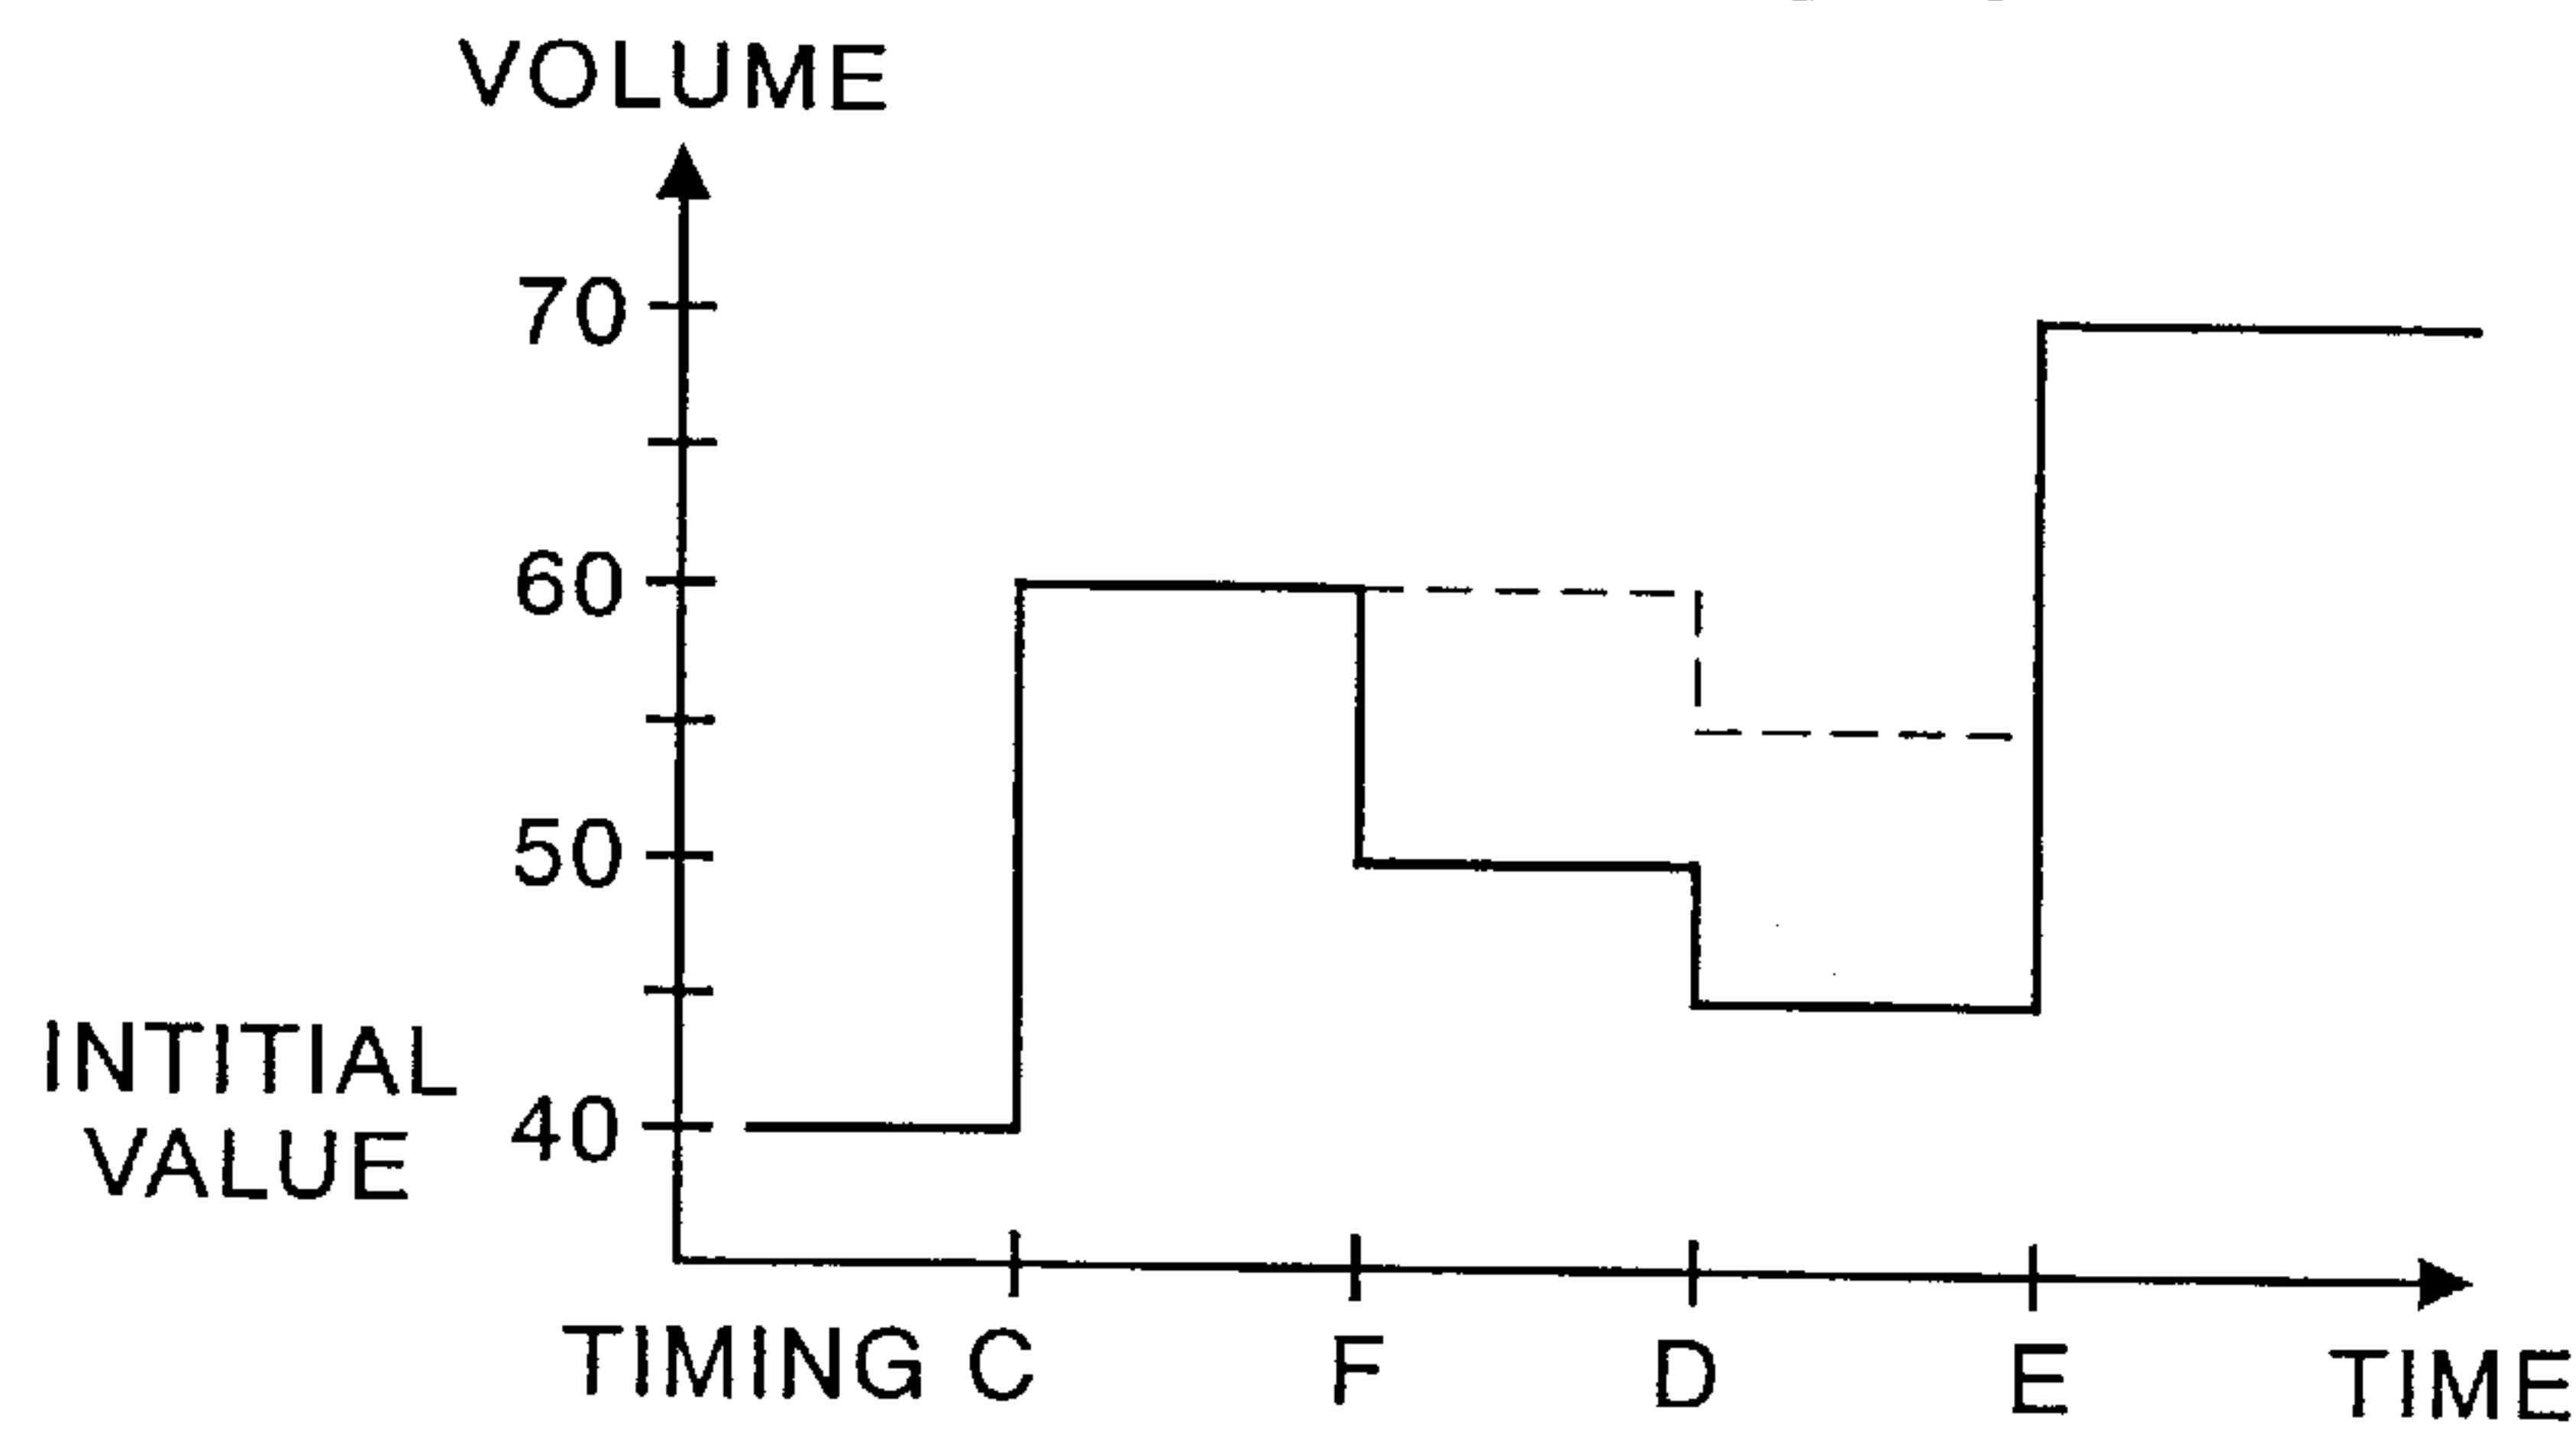 VOLUME
70
60
50
INTITIAL
VALUE
40
TIMING C F D E TIME